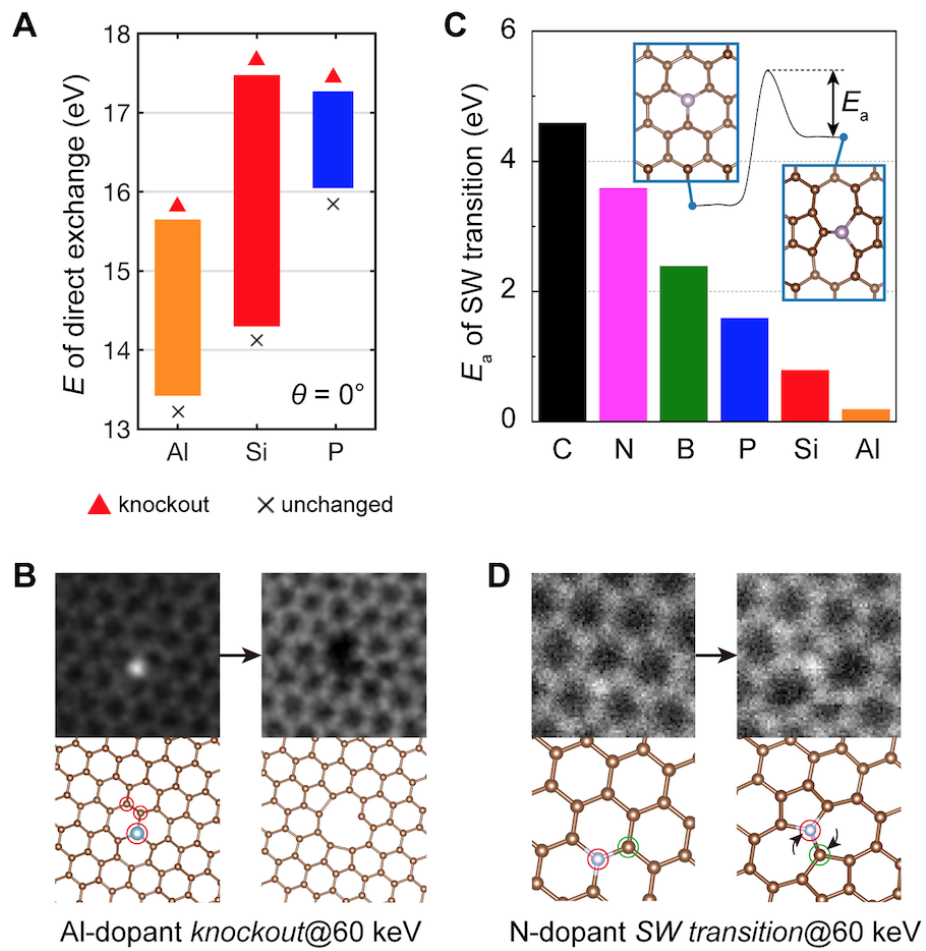 A
E of direct exchange (eV)
18
17
16
15
14
13
θ = 0°
Al Si P
▲ knockout × unchanged
C
Ea of SW transition (eV)
6
4
2
0
Ea
C N B P Si Al
B
Al-dopant knockout@60 keV
D
N-dopant SW transition@60 keV